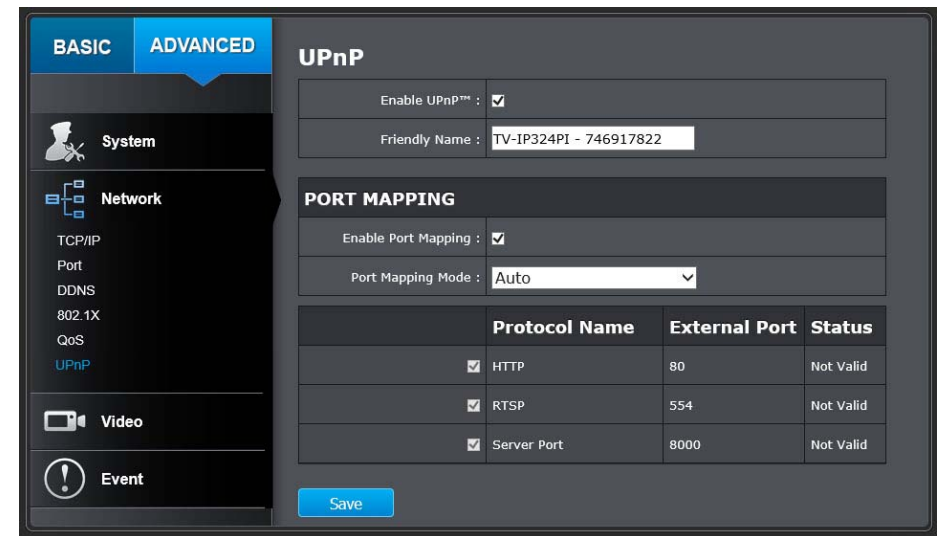 BASIC ADVANCED
System
Network
TCP/IP
Port
DDNS
802.1X
QoS
UPnP
Video
Event
UPnP
Enable UPnP™ :
Friendly Name : TV-IP324PI - 746917822
PORT MAPPING
Enable Port Mapping :
Port Mapping Mode : Auto
Protocol Name External Port Status
HTTP 80 Not Valid
RTSP 554 Not Valid
Server Port 8000 Not Valid
Save